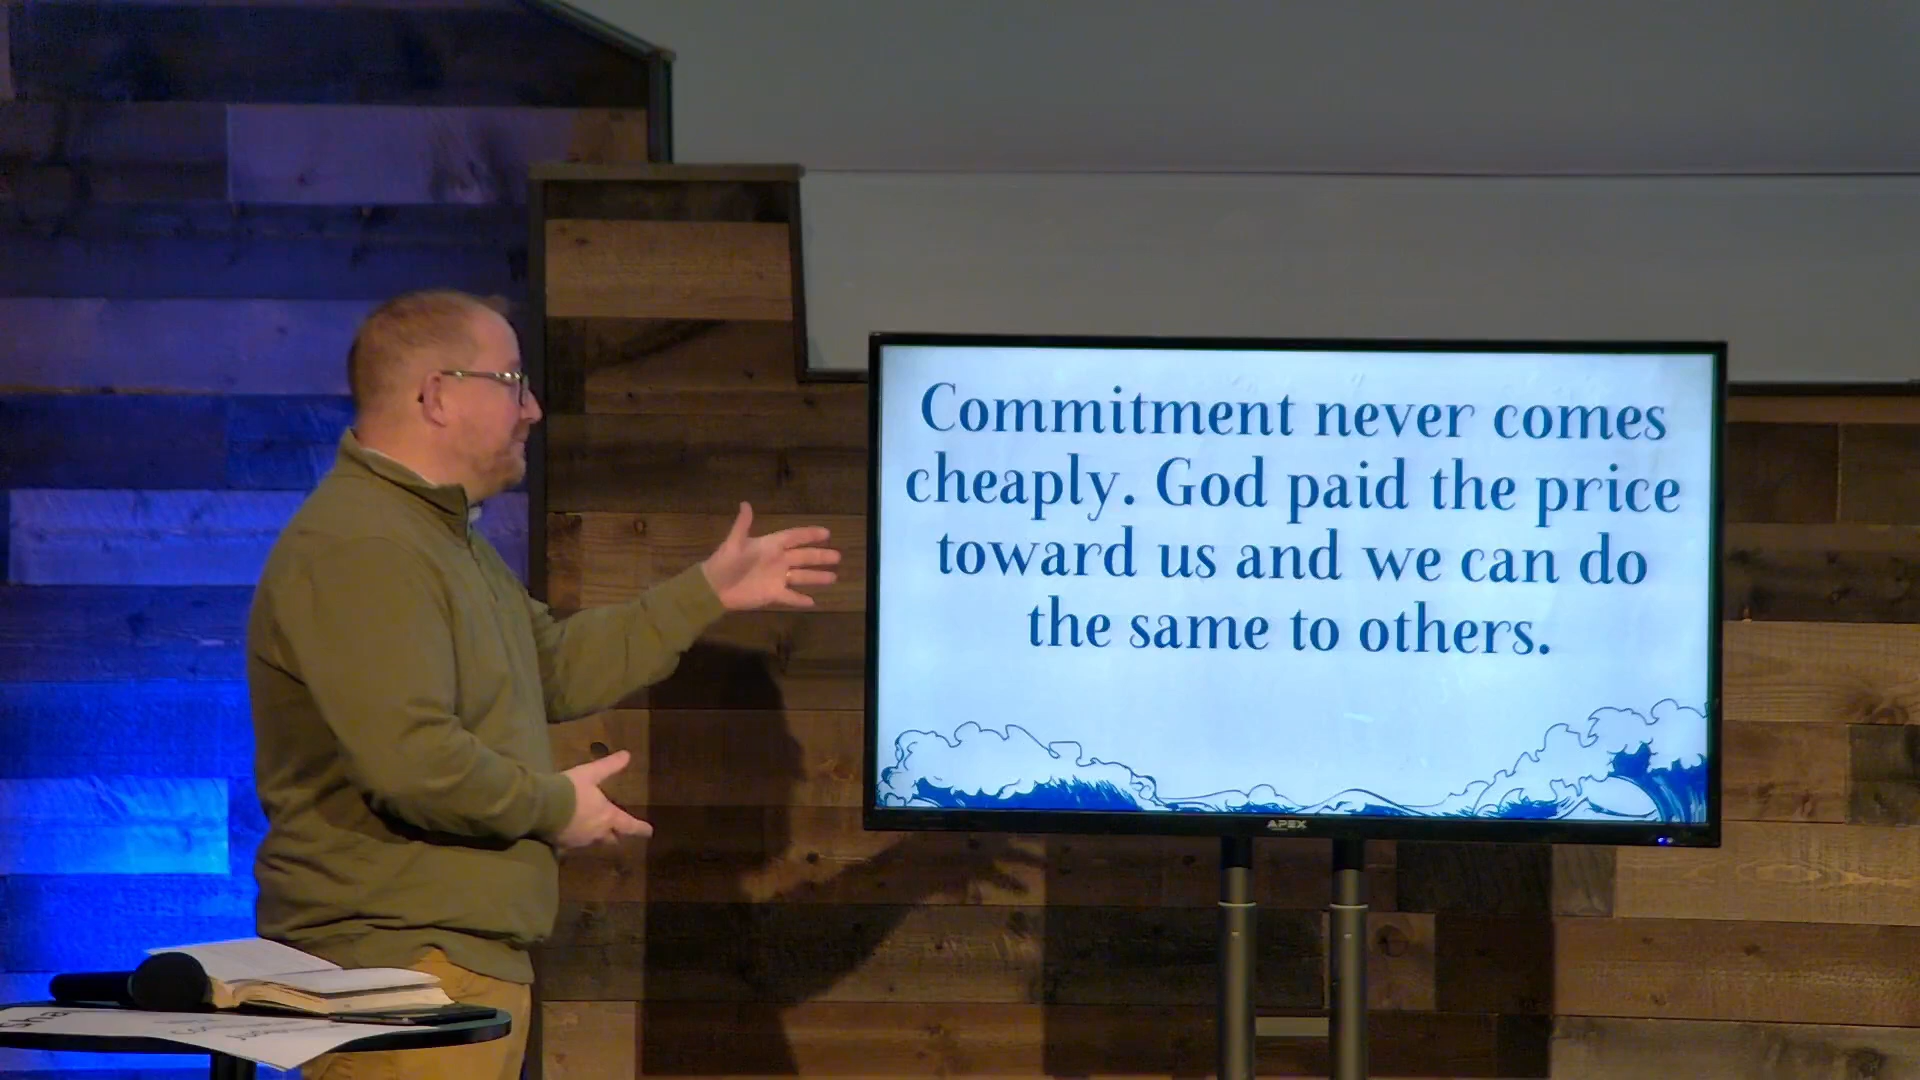 Commitment never comes
cheaply. God paid the price
toward us and we can do
the same to others.
APEX